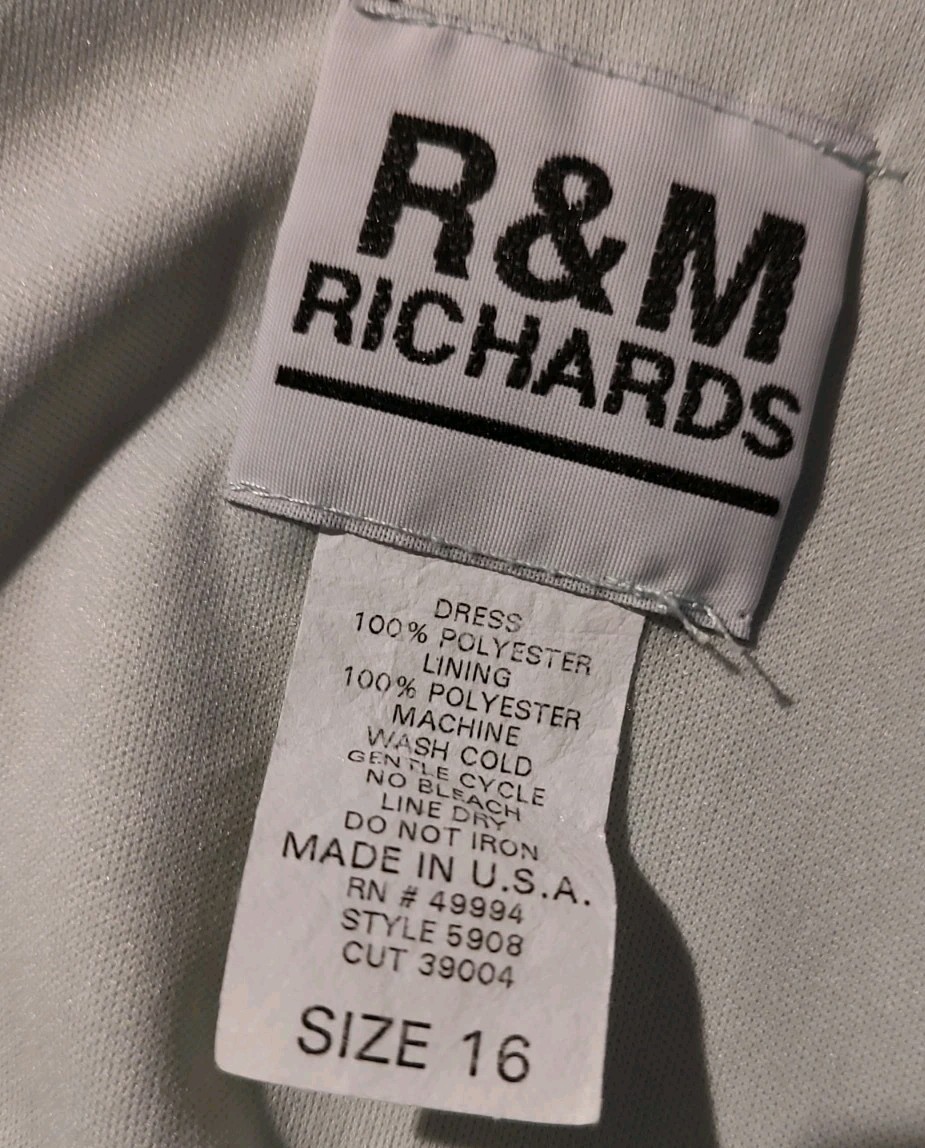 R&M
RICHARDS
DRESS
100% POLYESTER
LINING
100% POLYESTER
MACHINE
WASH COLD
GENTLE CYCLE
NO BLEACH
LINE DRY
DO NOT IRON
MADE IN U.S.A.
RN # 49994
STYLE 5908
CUT 39004
SIZE 16